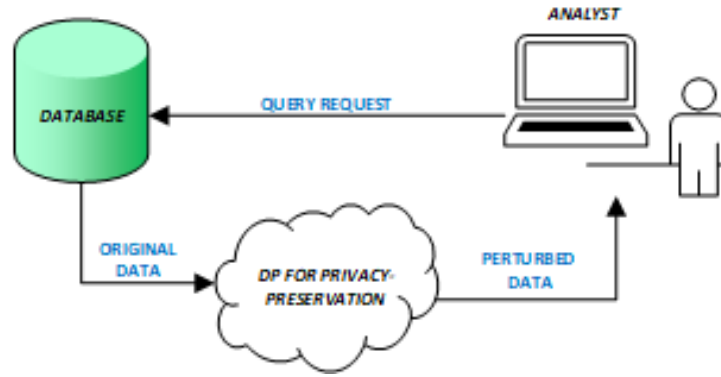 ANALYST
QUERY REQUEST
DATABASE
ORIGINAL
DATA
DP FOR PRIVACY-
PRESERVATION
PERTURBED
DATA